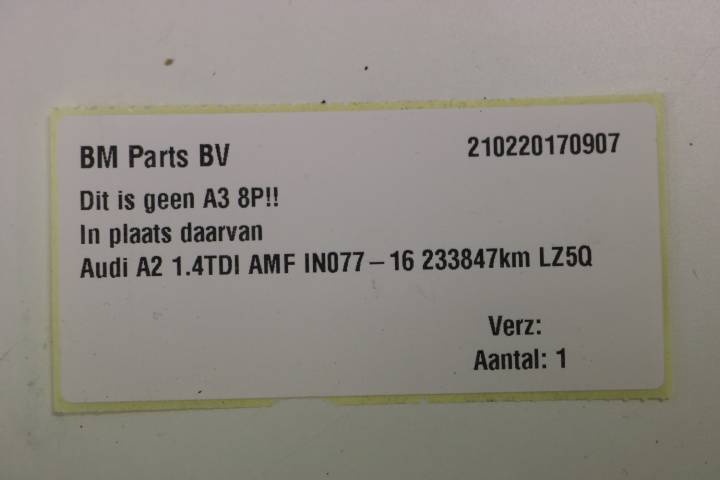 BM Parts BV 210220170907
Dit is geen A3 8P!!
In plaats daarvan
Audi A2 1.4TDI AMF IN077-16 233847km LZ5Q
Verz:
Aantal: 1